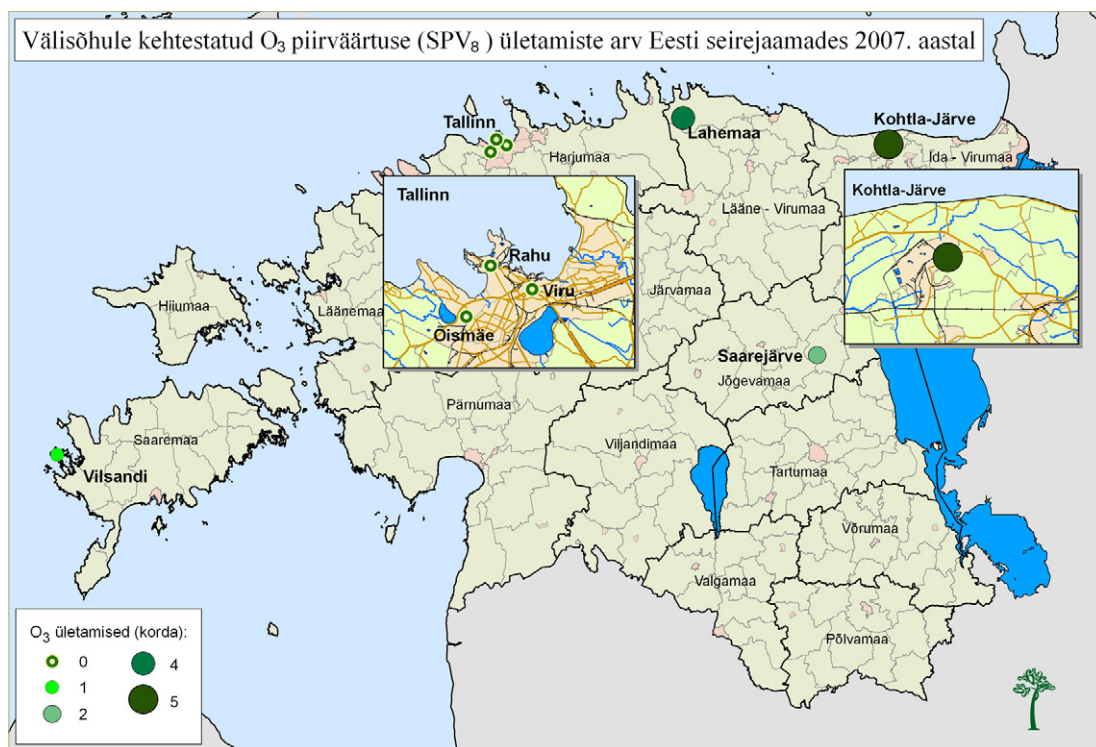 Välisõhule kehtestatud O₃ piirväärtuse (SPV₈ ) ületamiste arv Eesti seirejaamades 2007. aastal
Tallinn
Lahemaa
Kohtla-Järve
Harjumaa
Ida - Virumaa
Tallinn
Rahu
Viru
Õismäe
Kohtla-Järve
Lääne - Virumaa
Hiiumaa
Läänemaa
Järvamaa
Saarejärve
Jõgevamaa
Pärnumaa
Saaremaa
Viljandimaa
Vilsandi
Tartumaa
Võrumaa
Valgamaa
Põlvamaa
O₃ ületamised (korda):
0
1
2
4
5